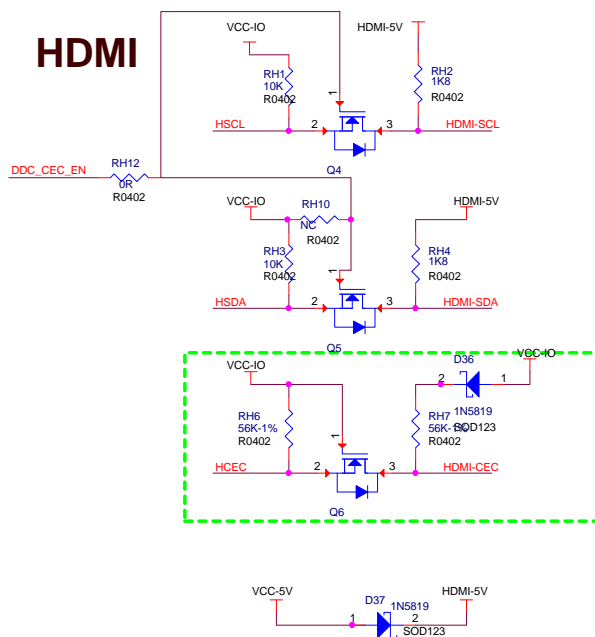 HDMI
VCC-IO
HDMI-5V
RH1
10K
R0402
RH2
1K8
R0402
1
HSCL
2
3
HDMI-SCL
Q4
DDC_CEC_EN
RH12
0R
R0402
VCC-IO
RH10
NC
R0402
HDMI-5V
RH3
10K
R0402
RH4
1K8
R0402
1
HSDA
2
3
HDMI-SDA
Q5
VCC-IO
D36
VCC-IO
2
1
1N5819
SOD123
RH6
56K-1%
R0402
RH7
56K-1%
R0402
1
HCEC
2
3
HDMI-CEC
Q6
VCC-5V
HDMI-5V
D37
1N5819
1
2
SOD123